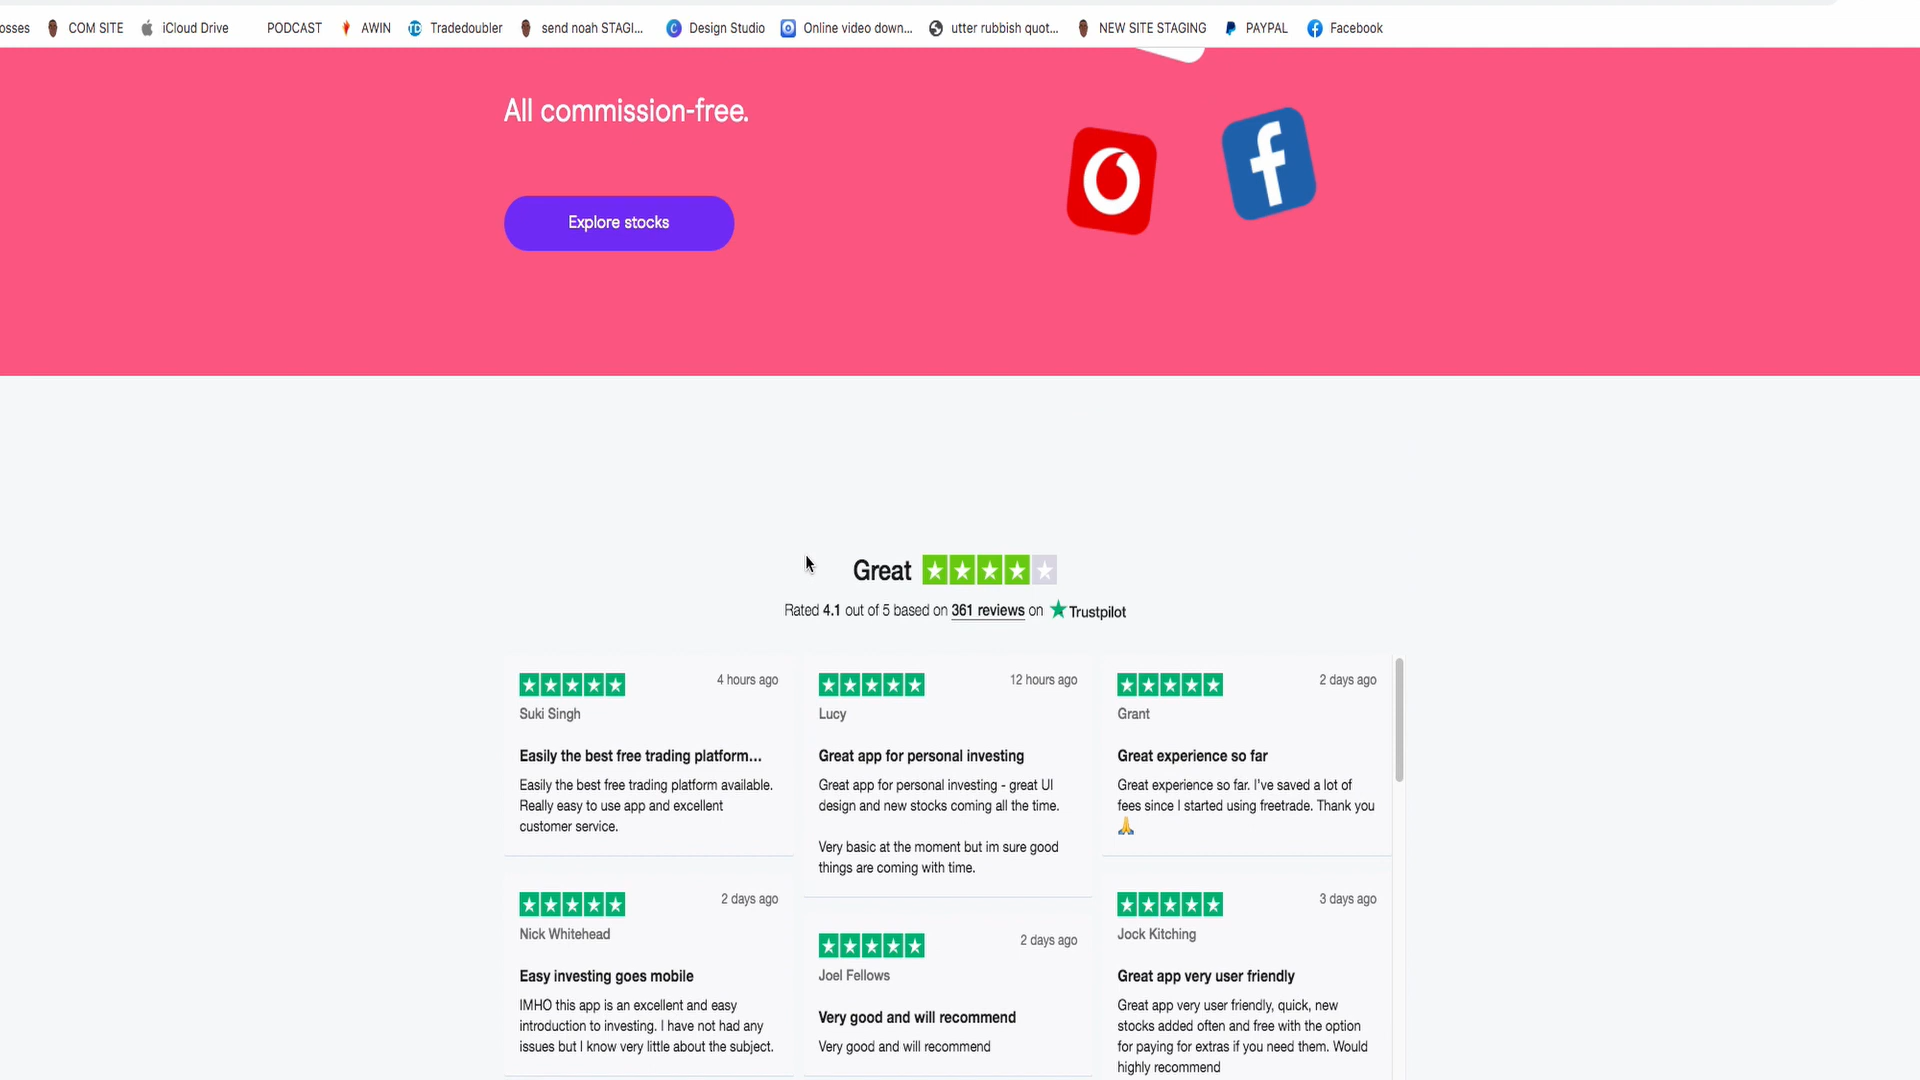 osses COM SITE iCloud Drive PODCAST AWIN TD Tradedoubler send noah STAGI... C Design Studio Online video down... utter rubbish quot... NEW SITE STAGING PAYPAL Facebook
All commission-free.
Explore stocks
Great
Rated 4.1 out of 5 based on 361 reviews on Trustpilot
4 hours ago
Suki Singh
Easily the best free trading platform...
Easily the best free trading platform available.
Really easy to use app and excellent
customer service.
12 hours ago
Lucy
Great app for personal investing
Great app for personal investing - great UI
design and new stocks coming all the time.
Very basic at the moment but im sure good
things are coming with time.
2 days ago
Grant
Great experience so far
Great experience so far. I've saved a lot of
fees since I started using freetrade. Thank you
🙏
2 days ago
Nick Whitehead
Easy investing goes mobile
IMHO this app is an excellent and easy
introduction to investing. I have not had any
issues but I know very little about the subject.
2 days ago
Joel Fellows
Very good and will recommend
Very good and will recommend
3 days ago
Jock Kitching
Great app very user friendly
Great app very user friendly, quick, new
stocks added often and free with the option
for paying for extras if you need them. Would
highly recommend